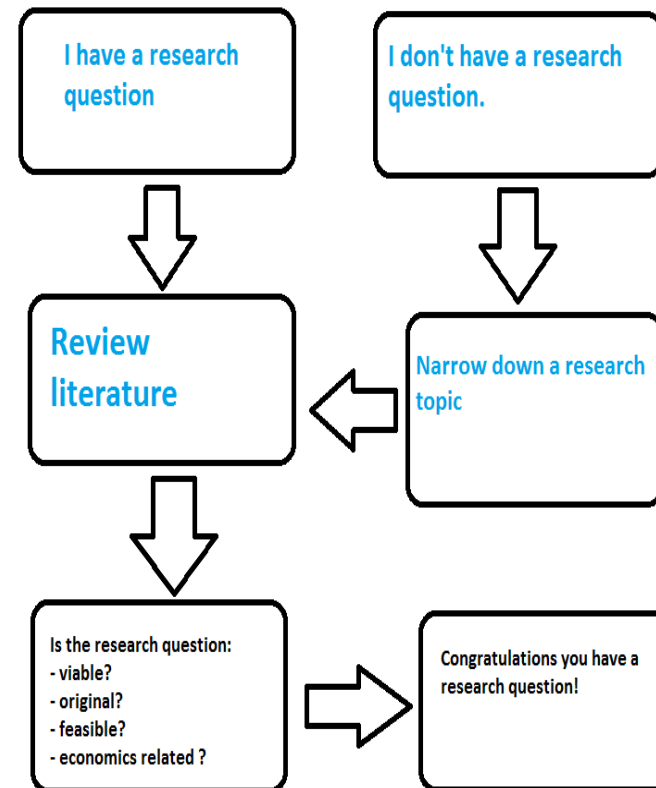 I have a research
question
I don't have a research
question.
Review
literature
Narrow down a research
topic
Is the research question:
- viable?
- original?
- feasible?
- economics related ?
Congratulations you have a
research question!